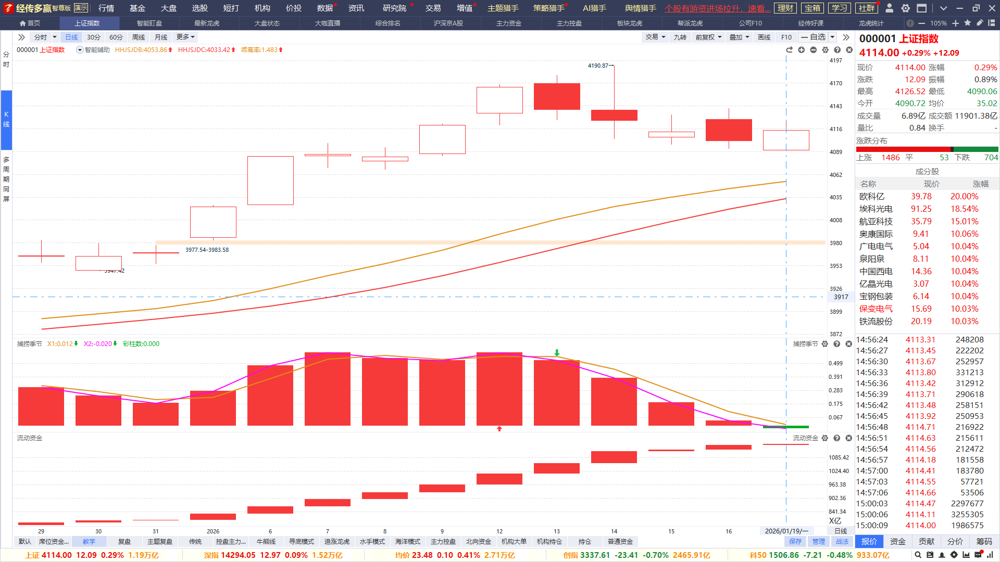 经传多赢 智尊版 演示 行情 基金 大盘 选股 短打 机构 价投 数据 资讯 研究院 交易 增值 主题猎手 策略猎手 AI猎手 舆情猎手 个股有游资进场拉升，速看... 理财 宝箱 学习 社群
首页 上证指数 智能盯盘 最新龙虎 大盘状态 大咖直播 综合排名 沪深京A股 主力资金 主力控盘 板块龙虎 帮派龙虎 公司F10 经传好课 龙虎统计 105%
分时 日线 30分 60分 周线 月线 更多 交易 九转 前复权 叠加 画线 F10 自选
分时
K线
多周期同屏
000001 上证指数 智能辅助 HHJSJDB:4053.86 HHJSJDC:4033.42 乖离率:1.483
4190.87
3977.54-3983.58
3947.42
4197
4170
4143
4116
4089
4062
4035
4008
3980
3953
3926
3917
3899
3872
捕捞季节 X1:0.012 X2:-0.020 彩柱数:0.000 捕捞季节
0.499
0.391
0.283
0.175
0.067
流动资金 流动资金
1085.42
1024.40
963.38
902.36
841.34
X亿
29 30 31 2026 6 7 8 9 12 13 14 15 16 2026/01/19/一 日线
默认 席位资金... 教学 复盘 主题复盘 传统 控盘主力... 牛能线 寻底模式 追涨龙虎 水手模式 海洋模式 主力控盘 北向资金 机构大单 机构持仓 持仓 普通资金 保存 管理 战法
000001 上证指数
4114.00 +0.29% +12.09
现价 4114.00 涨幅 0.29%
涨跌 12.09 振幅 0.89%
最高 4126.52 最低 4090.06
今开 4090.72 均价 35.02
成交量 6.89亿 成交额 11901.38亿
量比 0.84 换手 -
涨跌分布
上涨 1486 平 53 下跌 704
成分股
名称 现价 涨幅
欧科亿 39.78 20.00%
埃科光电 91.25 18.54%
航亚科技 35.79 15.01%
奥康国际 9.41 10.06%
广电电气 5.04 10.04%
泉阳泉 8.11 10.04%
中国西电 14.36 10.04%
亿晶光电 3.07 10.04%
宝钢包装 6.14 10.04%
保变电气 15.69 10.03%
铁流股份 20.19 10.03%
14:56:24 4113.31 248208
14:56:27 4113.45 222202
14:56:30 4113.67 252957
14:56:33 4113.80 331213
14:56:36 4113.42 312912
14:56:39 4113.71 290618
14:56:42 4113.48 258151
14:56:45 4113.92 250953
14:56:48 4114.71 216922
14:56:51 4114.63 215611
14:56:54 4114.56 212472
14:56:57 4114.18 181558
14:57:00 4114.41 183780
14:57:03 4114.55 57721
14:57:06 4114.66 53506
15:00:03 4114.47 2297677
15:00:06 4114.11 3255305
15:00:09 4114.00 1986575
报价 资金 贡献 分价 筹码
上证 4114.00 12.09 0.29% 1.19万亿 深指 14294.05 12.97 0.09% 1.52万亿 均价 23.48 0.10 0.41% 2.71万亿 创指 3337.61 -23.41 -0.70% 2465.91亿 科50 1506.86 -7.21 -0.48% 933.07亿